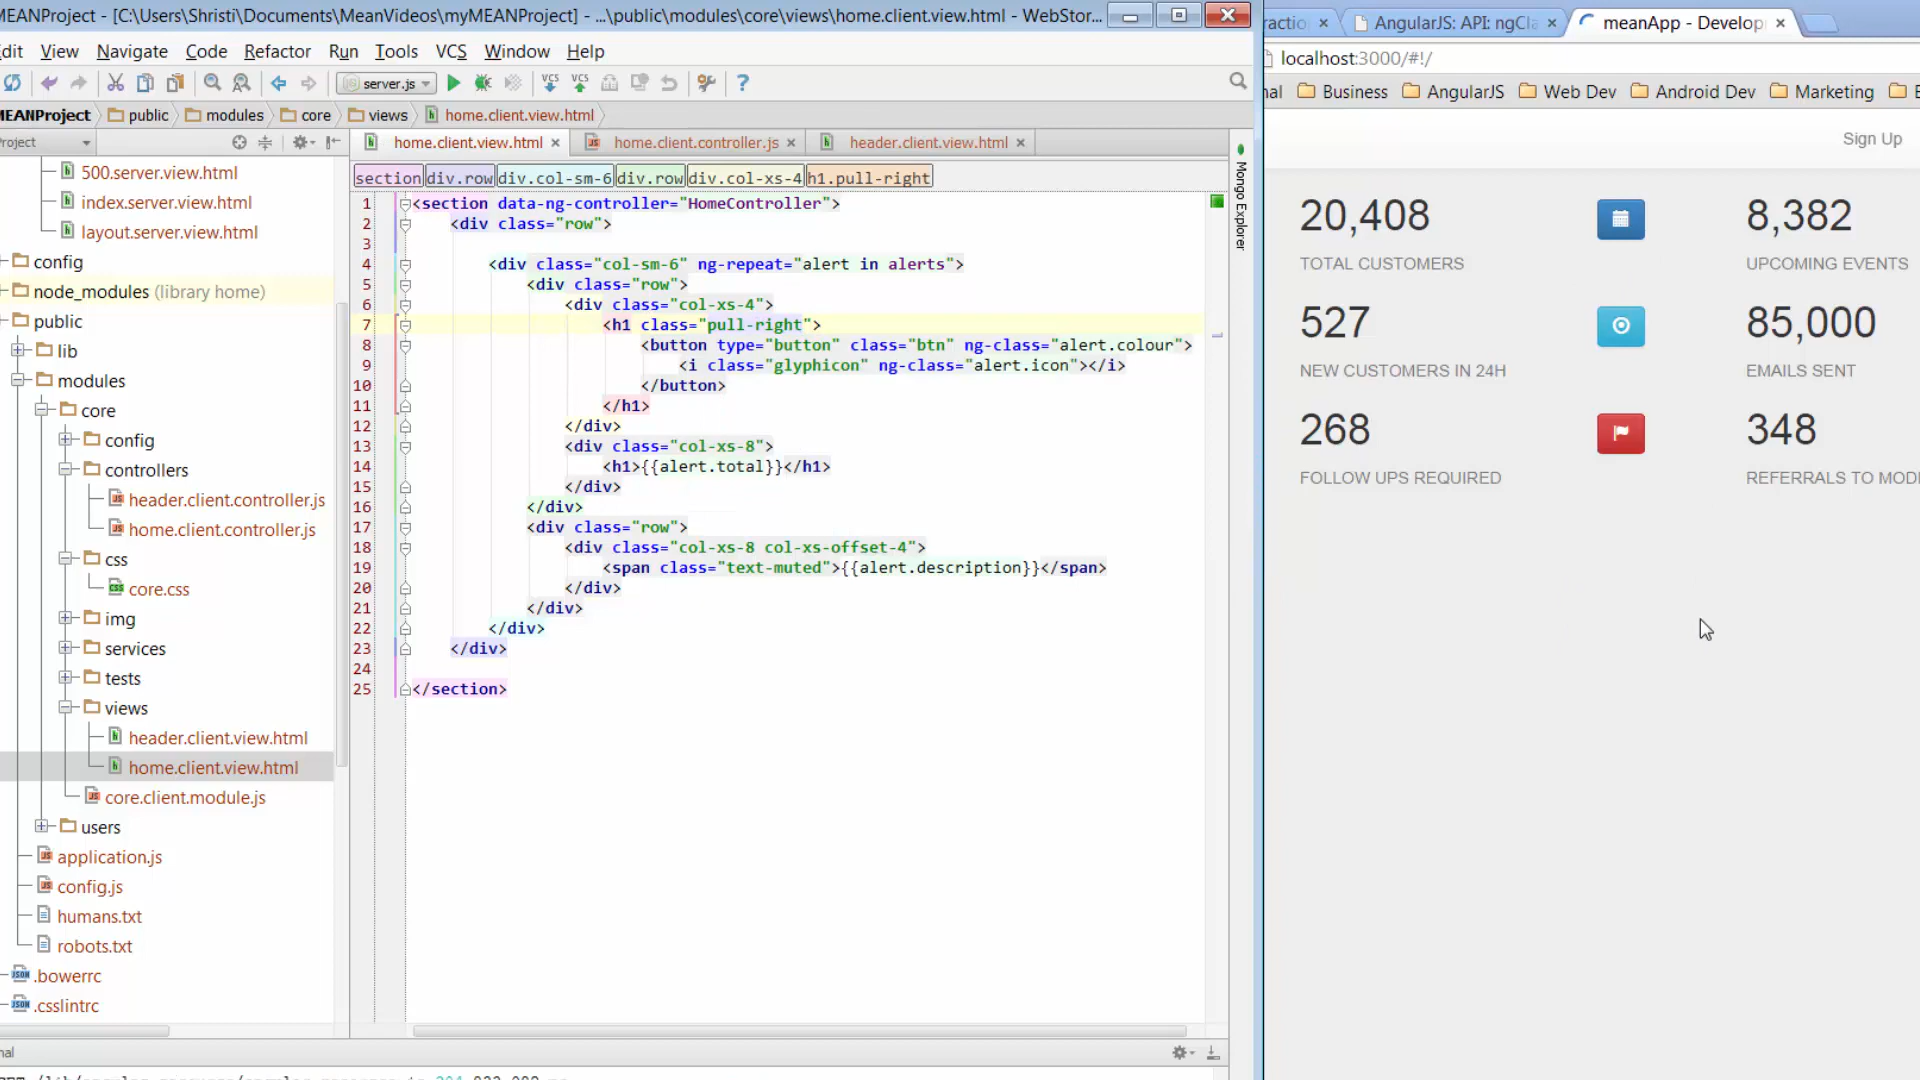 MEANProject - [C:\Users\Shristi\Documents\MeanVideos\myMEANProject] - ...\public\modules\core\views\home.client.view.html - WebStor...
dit View Navigate Code Refactor Run Tools VCS Window Help
server.js
MEANProject public modules core views home.client.view.html
roject
home.client.view.html home.client.controller.js header.client.view.html
500.server.view.html
index.server.view.html
layout.server.view.html
config
node_modules (library home)
public
lib
modules
core
config
controllers
header.client.controller.js
home.client.controller.js
css
core.css
img
services
tests
views
header.client.view.html
home.client.view.html
core.client.module.js
users
application.js
config.js
humans.txt
robots.txt
.bowerrc
.csslintrc
section div.row div.col-sm-6 div.row div.col-xs-4 h1.pull-right
1 <section data-ng-controller="HomeController">
2 <div class="row">
3
4 <div class="col-sm-6" ng-repeat="alert in alerts">
5 <div class="row">
6 <div class="col-xs-4">
7 <h1 class="pull-right">
8 <button type="button" class="btn" ng-class="alert.colour">
9 <i class="glyphicon" ng-class="alert.icon"></i>
10 </button>
11 </h1>
12 </div>
13 <div class="col-xs-8">
14 <h1>{{alert.total}}</h1>
15 </div>
16 </div>
17 <div class="row">
18 <div class="col-xs-8 col-xs-offset-4">
19 <span class="text-muted">{{alert.description}}</span>
20 </div>
21 </div>
22 </div>
23 </div>
24
25 </section>
Mongo Explorer
nal
ractio AngularJS: API: ngCla meanApp - Develop
localhost:3000/#!/
nal Business AngularJS Web Dev Android Dev Marketing E
Sign Up
20,408 8,382
TOTAL CUSTOMERS UPCOMING EVENTS
527 85,000
NEW CUSTOMERS IN 24H EMAILS SENT
268 348
FOLLOW UPS REQUIRED REFERRALS TO MOD